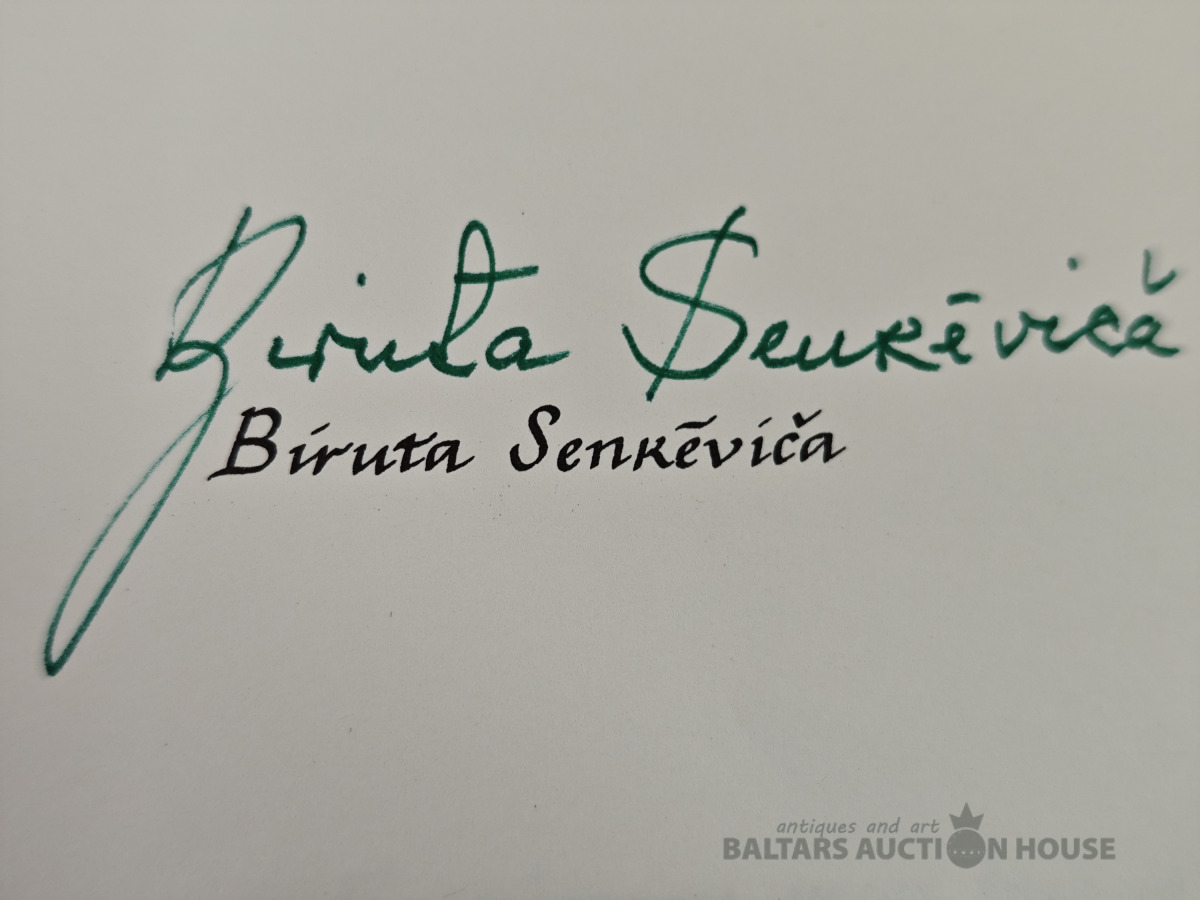 Biruta Senkēviča
Biruta Senkēviča
antiques and art
BALTARS AUCTION HOUSE